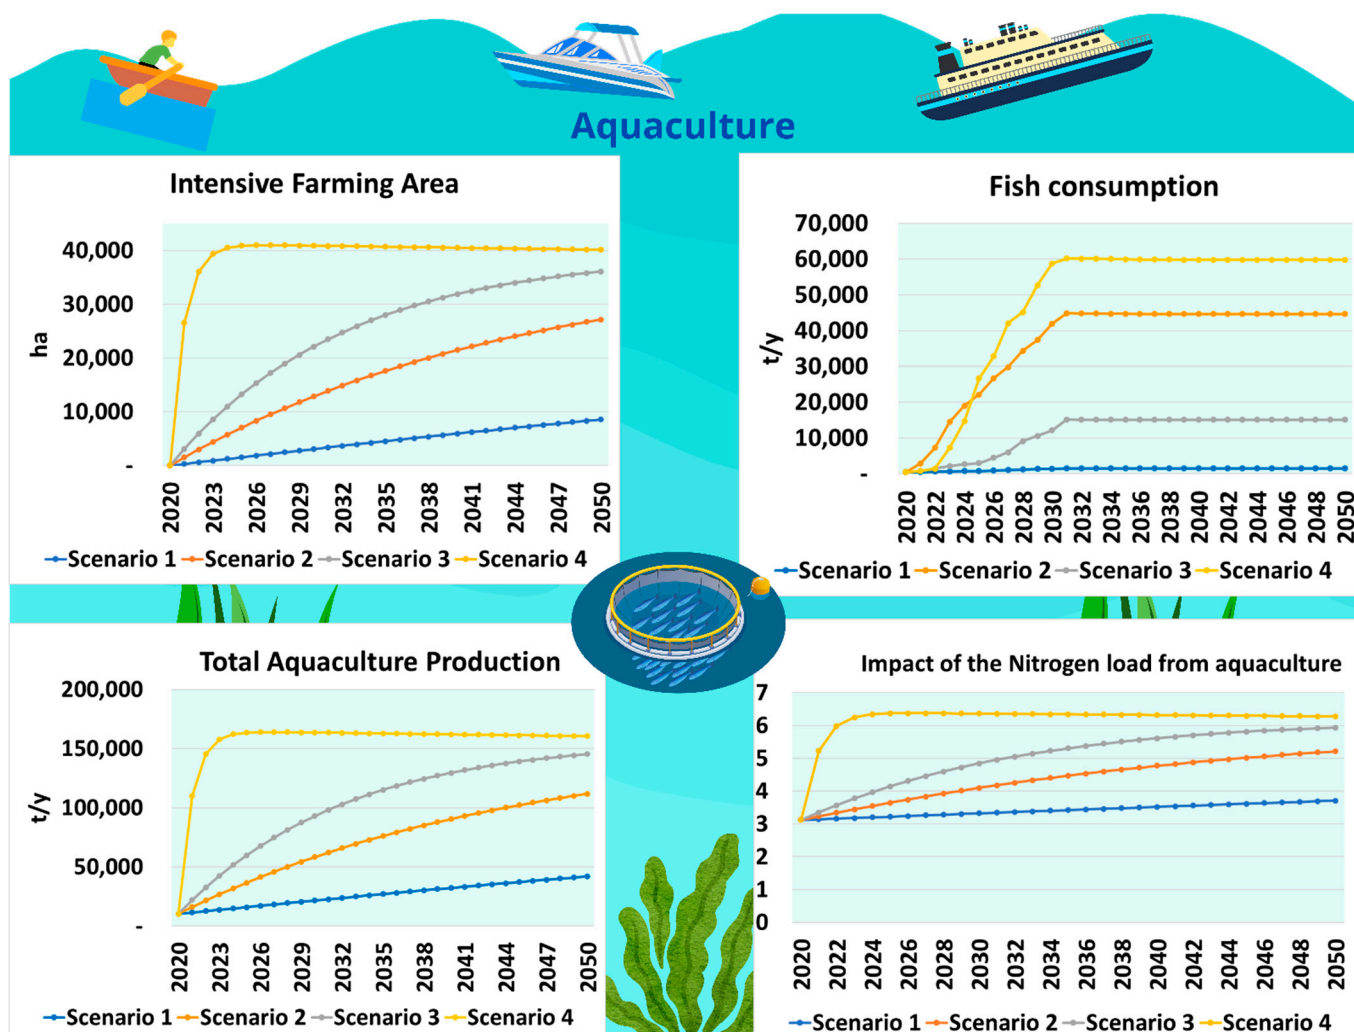 Aquaculture
Intensive Farming Area
ha
40,000
30,000
20,000
10,000
-
2020 2023 2026 2029 2032 2035 2038 2041 2044 2047 2050
Scenario 1 Scenario 2 Scenario 3 Scenario 4
Fish consumption
t/y
70,000
60,000
50,000
40,000
30,000
20,000
10,000
-
2020 2022 2024 2026 2028 2030 2032 2034 2036 2038 2040 2042 2044 2046 2048 2050
Scenario 1 Scenario 2 Scenario 3 Scenario 4
Total Aquaculture Production
t/y
200,000
150,000
100,000
50,000
-
2020 2023 2026 2029 2032 2035 2038 2041 2044 2047 2050
Scenario 1 Scenario 2 Scenario 3 Scenario 4
Impact of the Nitrogen load from aquaculture
7
6
5
4
3
2
1
0
2020 2022 2024 2026 2028 2030 2032 2034 2036 2038 2040 2042 2044 2046 2048 2050
Scenario 1 Scenario 2 Scenario 3 Scenario 4